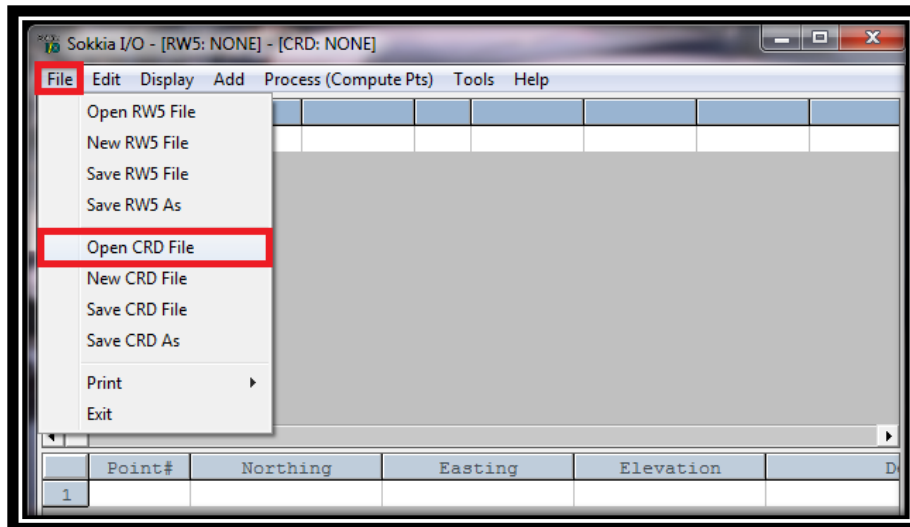 Sokkia I/O - [RW5: NONE] - [CRD: NONE]
File Edit Display Add Process (Compute Pts) Tools Help
Open RW5 File
New RW5 File
Save RW5 File
Save RW5 As
Open CRD File
New CRD File
Save CRD File
Save CRD As
Print
Exit
Point# Northing Easting Elevation D
1